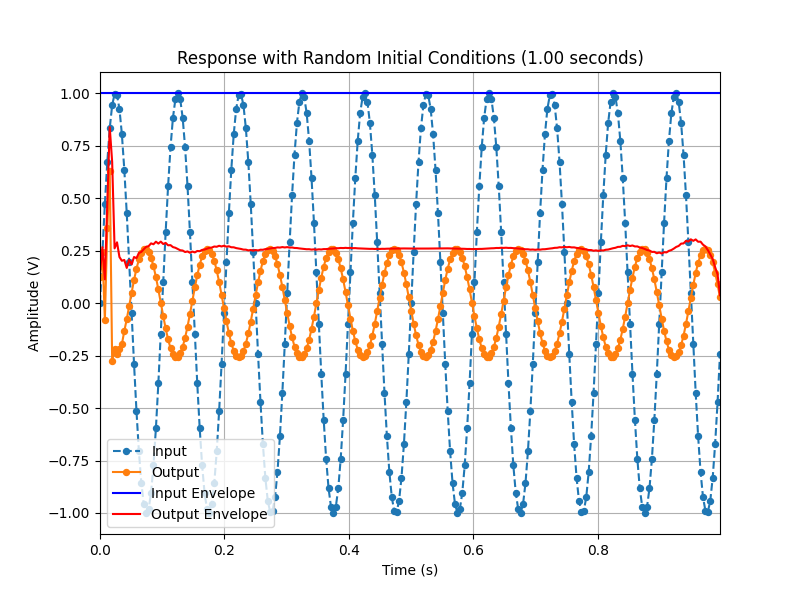 Response with Random Initial Conditions (1.00 seconds)
1.00
0.75
0.50
0.25
0.00
−0.25
−0.50
−0.75
−1.00
Amplitude (V)
Input
Output
Input Envelope
Output Envelope
0.0 0.2 0.4 0.6 0.8
Time (s)